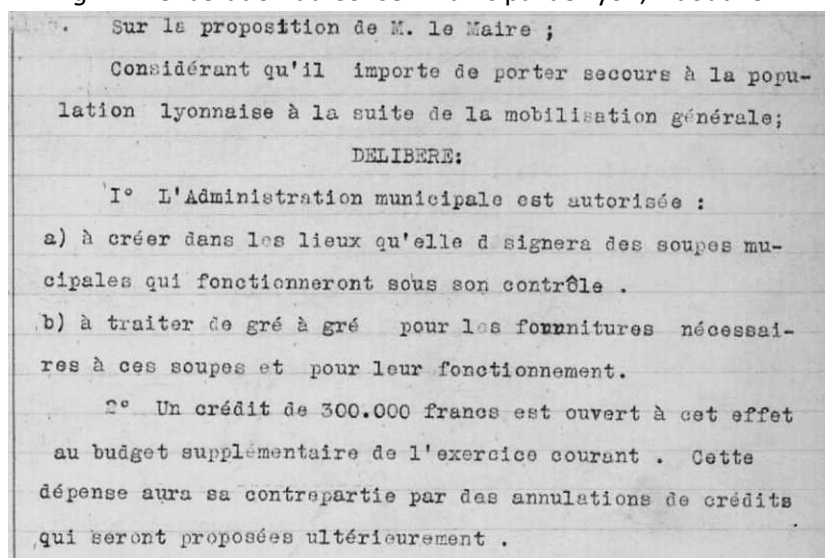 Sur la proposition de M. le Maire ;
Considérant qu'il importe de porter secours à la popu-
lation lyonnaise à la suite de la mobilisation générale;
DELIBERE:
I° L'Administration municipale est autorisée :
a) à créer dans les lieux qu'elle d signera des soupes mu-
cipales qui fonctionneront sous son contrôle .
b) à traiter de gré à gré pour les fournnitures nécessai-
res à ces soupes et pour leur fonctionnement.
2° Un crédit de 300.000 francs est ouvert à cet effet
au budget supplémentaire de l'exercice courant . Cette
dépense aura sa contrepartie par des annulations de crédits
qui seront proposées ultérieurement .